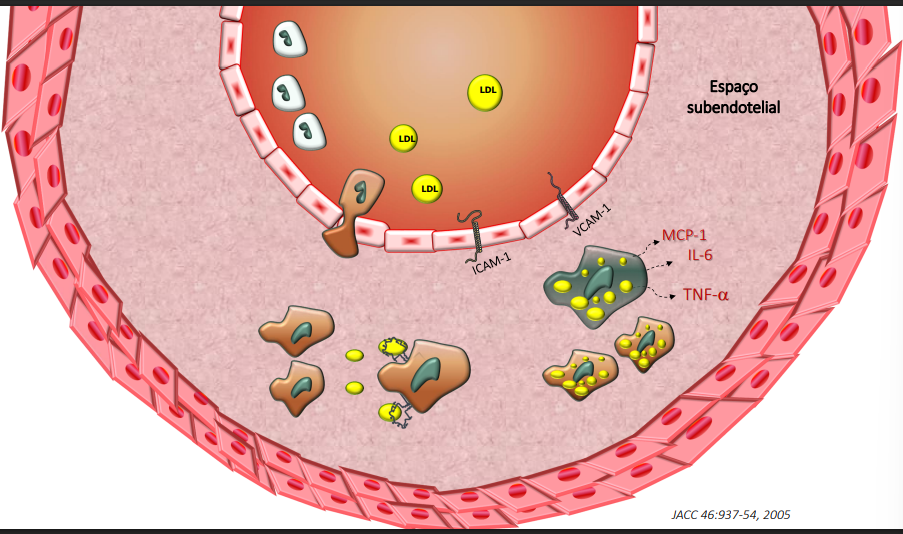 Espaço
subendotelial
LDL
LDL
LDL
ICAM-1
VCAM-1
MCP-1
IL-6
TNF-α
JACC 46:937-54, 2005